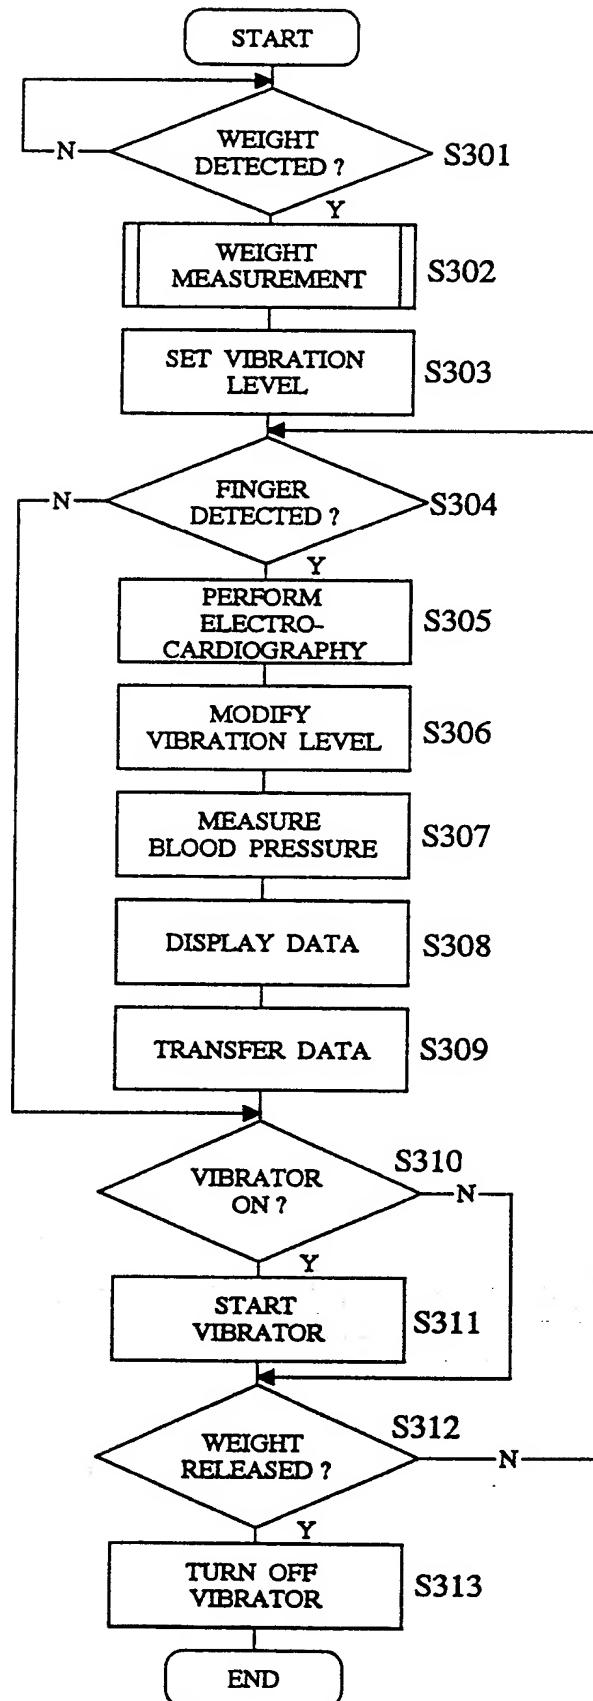 START
WEIGHT
DETECTED ?
N
S301
Y
WEIGHT
MEASUREMENT
S302
SET VIBRATION
LEVEL
S303
FINGER
DETECTED ?
N
S304
Y
PERFORM
ELECTRO-
CARDIOGRAPHY
S305
MODIFY
VIBRATION LEVEL
S306
MEASURE
BLOOD PRESSURE
S307
DISPLAY DATA
S308
TRANSFER DATA
S309
VIBRATOR
ON ?
S310
N
Y
START
VIBRATOR
S311
WEIGHT
RELEASED ?
S312
N
Y
TURN OFF
VIBRATOR
S313
END